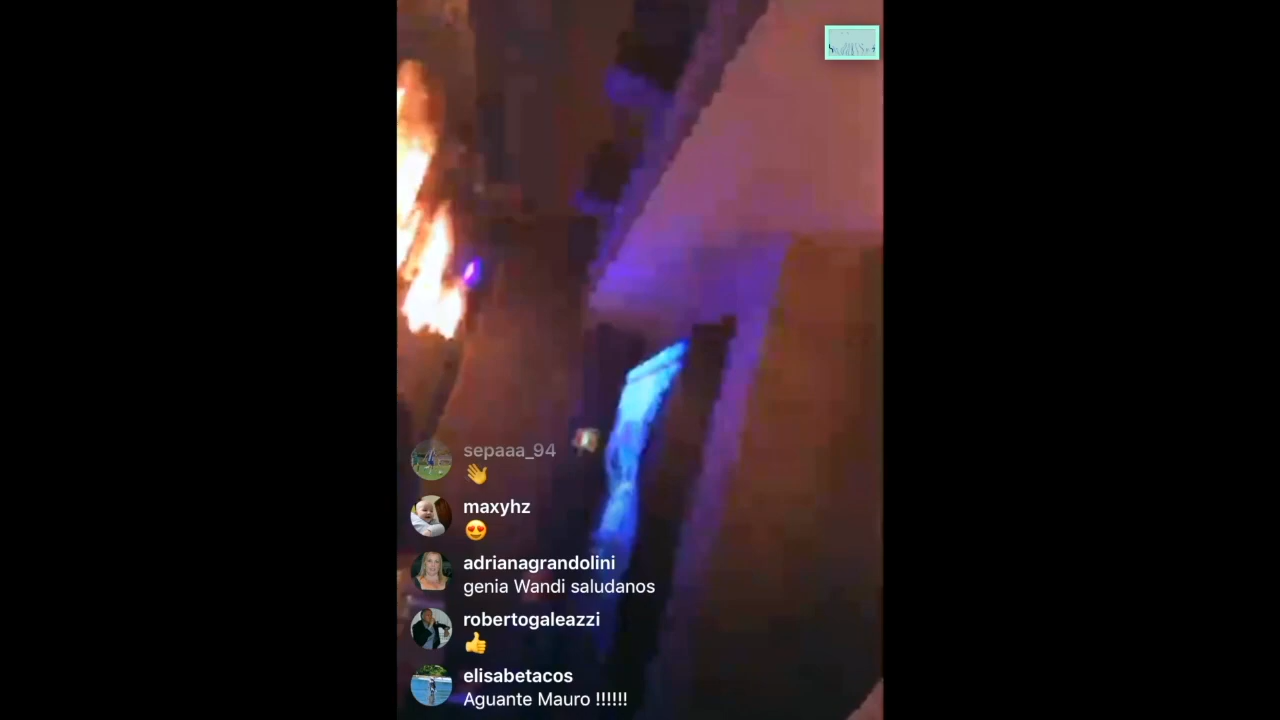 sepaaa_94
👋
maxyhz
😍
adrianagrandolini
genia Wandi saludanos
robertogaleazzi
👍
elisabetacos
Aguante Mauro !!!!!!